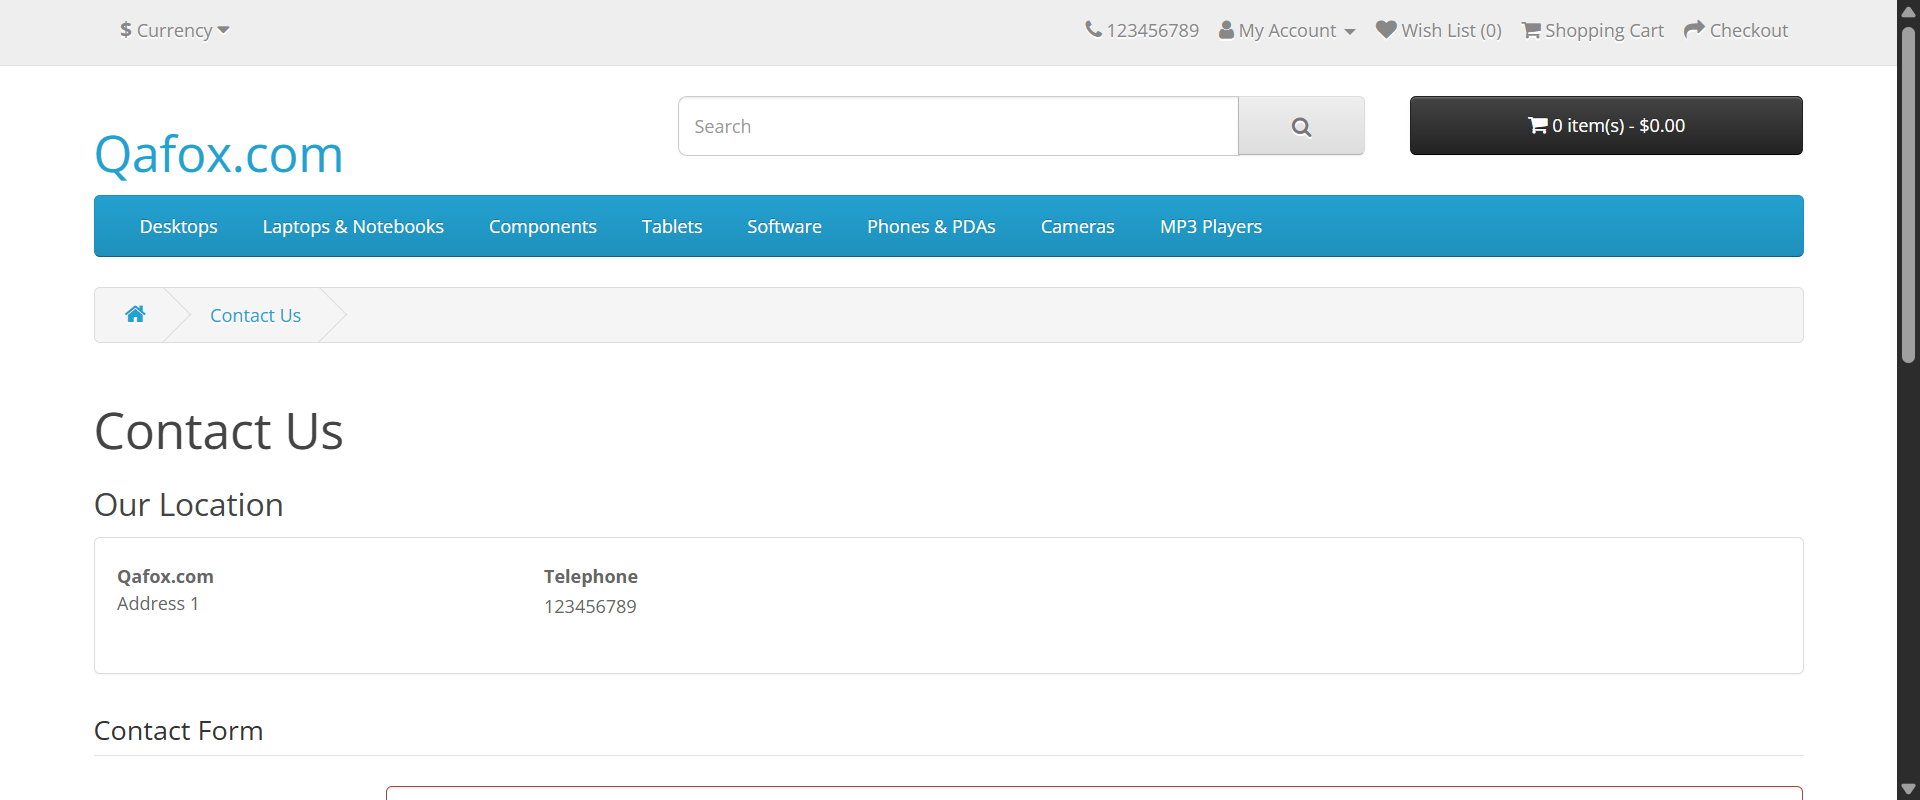 $ Currency
123456789 My Account Wish List (0) Shopping Cart Checkout
Qafox.com
Search
0 item(s) - $0.00
Desktops Laptops & Notebooks Components Tablets Software Phones & PDAs Cameras MP3 Players
Contact Us
Contact Us
Our Location
Qafox.com
Address 1
Telephone
123456789
Contact Form